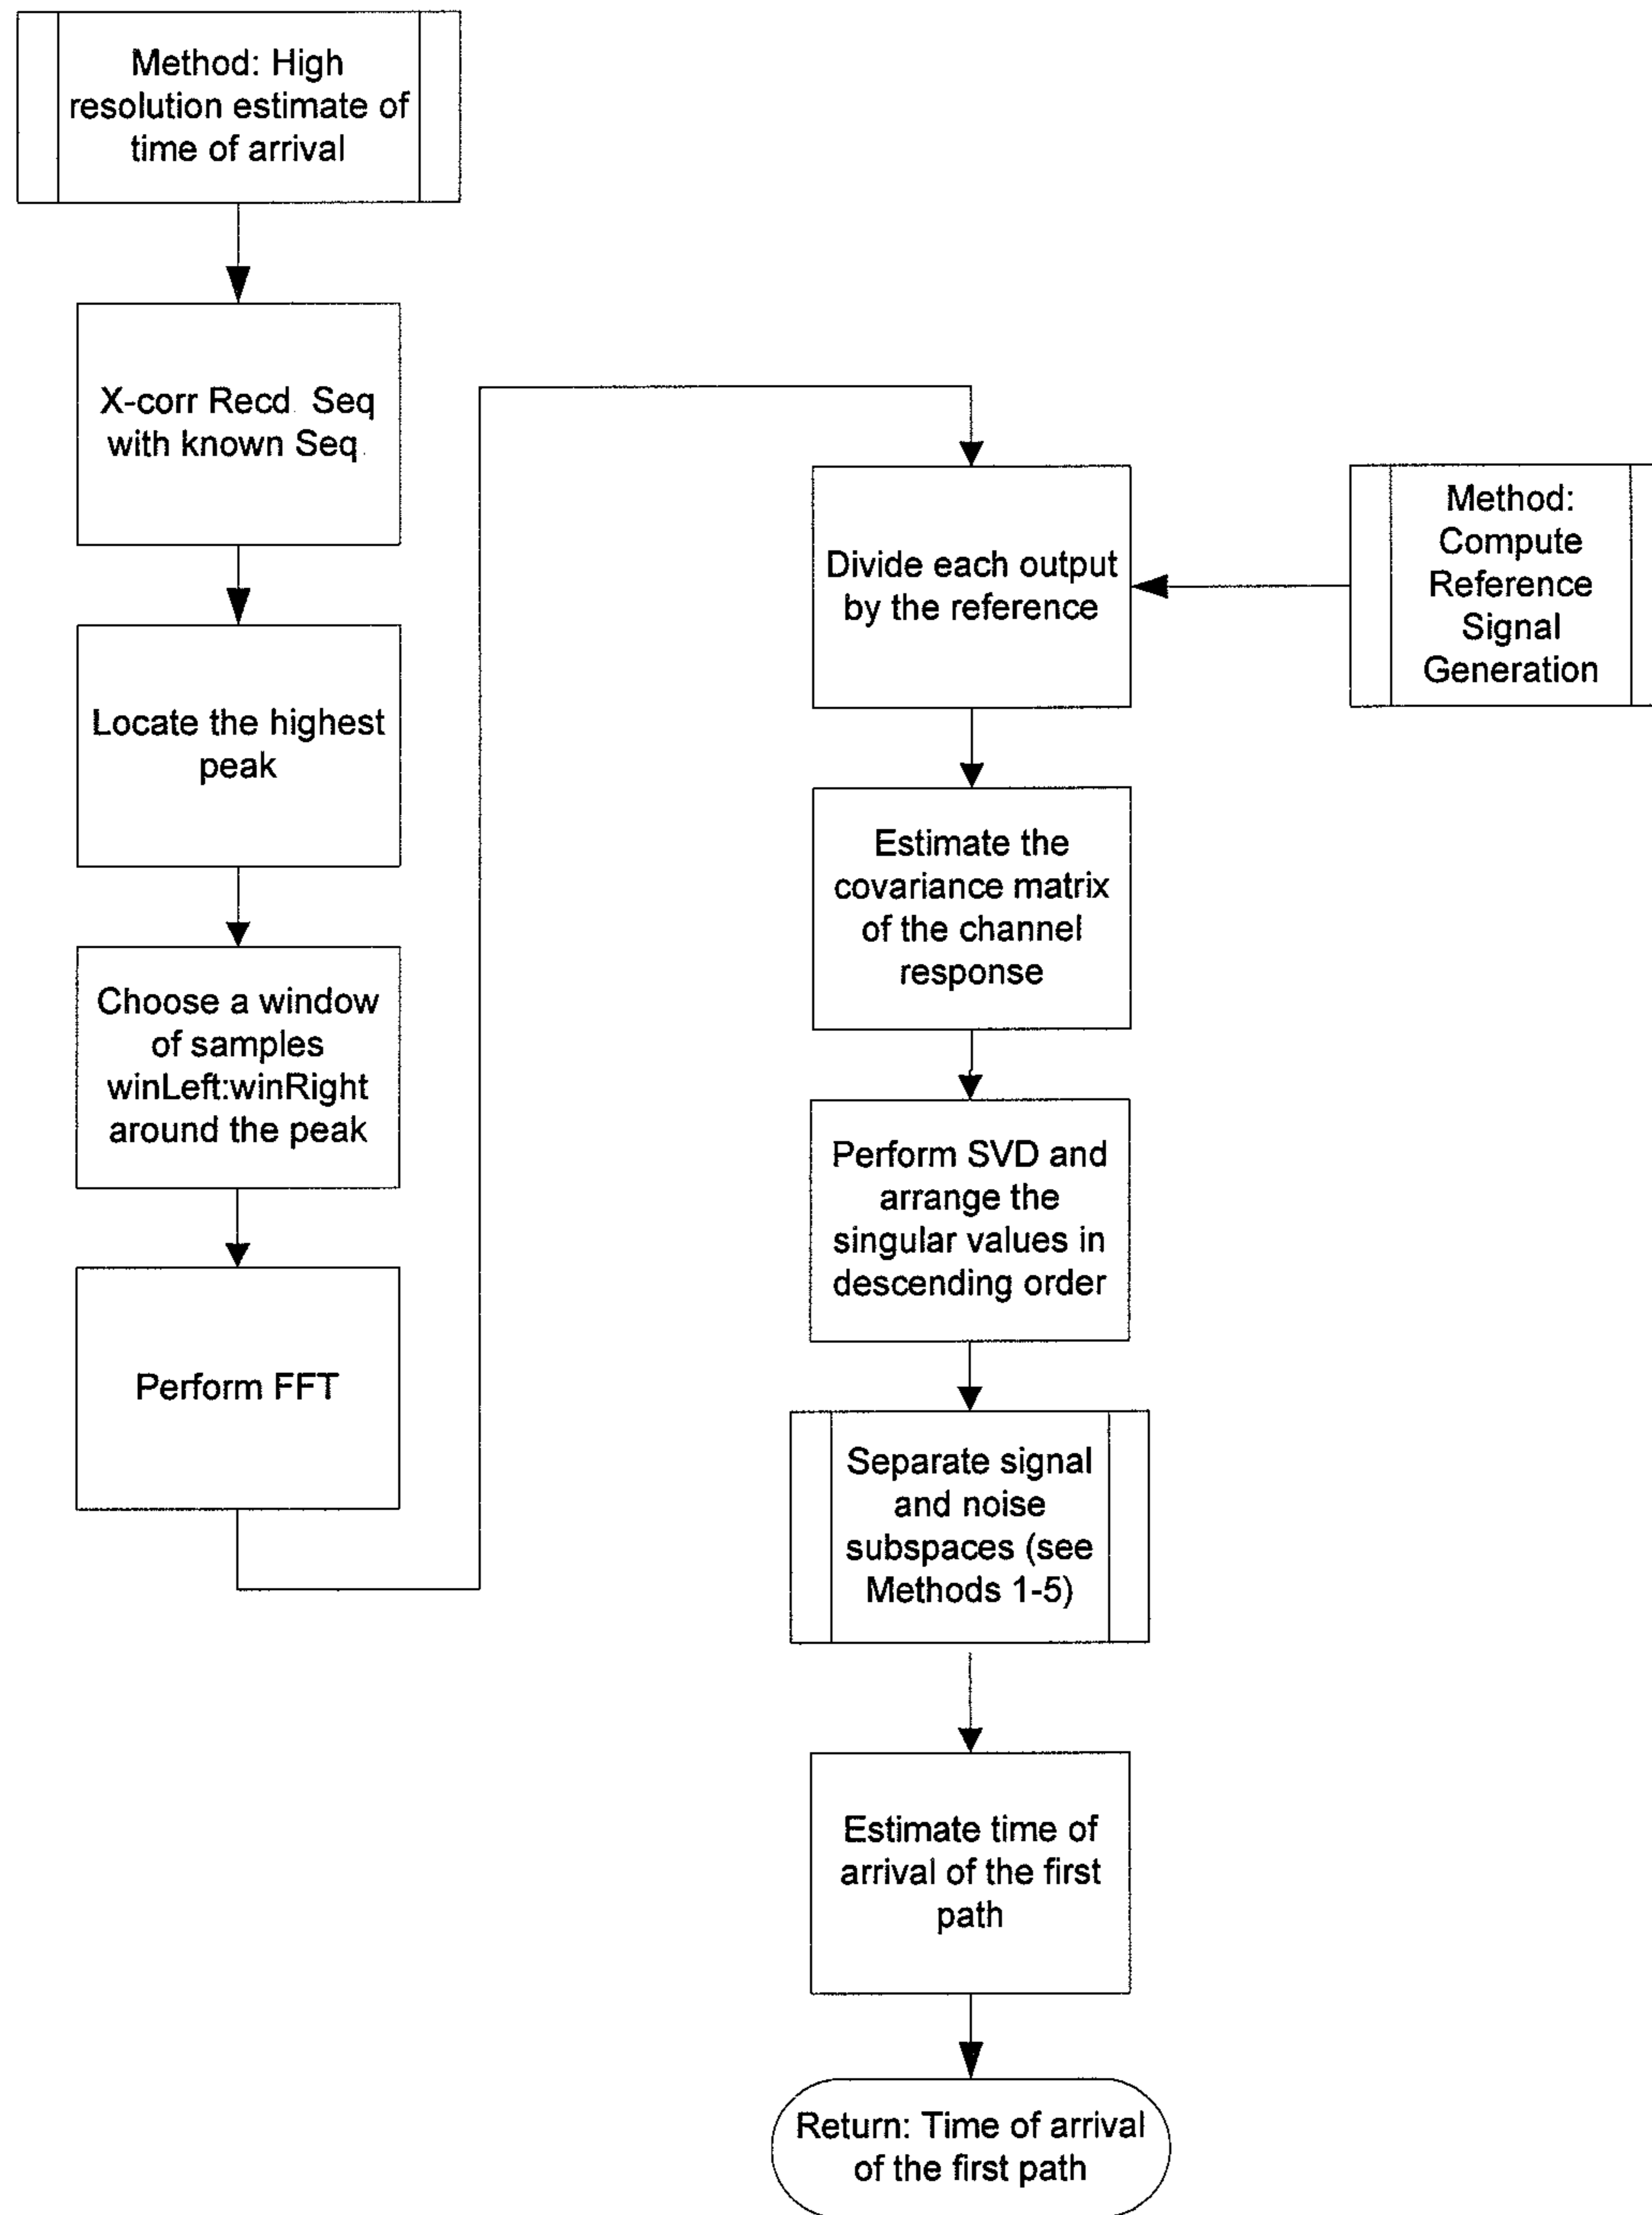 Method: High
resolution estimate of
time of arrival
X-corr Recd. Seq
with known Seq.
Locate the highest
peak
Choose a window
of samples
winLeft:winRight
around the peak
Perform FFT
Divide each output
by the reference
Method:
Compute
Reference
Signal
Generation
Estimate the
covariance matrix
of the channel
response
Perform SVD and
arrange the
singular values in
descending order
Separate signal
and noise
subspaces (see
Methods 1-5)
Estimate time of
arrival of the first
path
Return: Time of arrival
of the first path